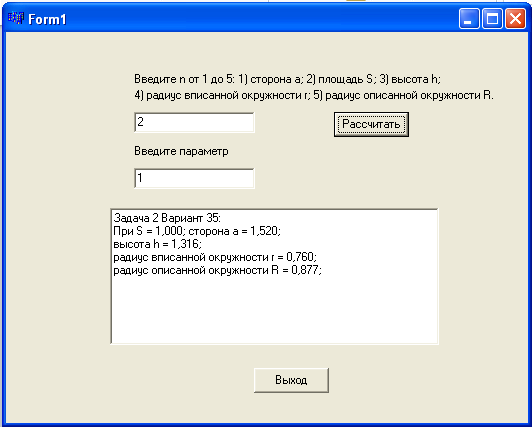 Form1
Введите n от 1 до 5: 1) сторона a; 2) площадь S; 3) высота h;
4) радиус вписанной окружности r; 5) радиус описанной окружности R.
2
Рассчитать
Введите параметр
1
Задача 2 Вариант 35:
При S = 1,000; сторона a = 1,520;
высота h = 1,316;
радиус вписанной окружности r = 0,760;
радиус описанной окружности R = 0,877;
Выход